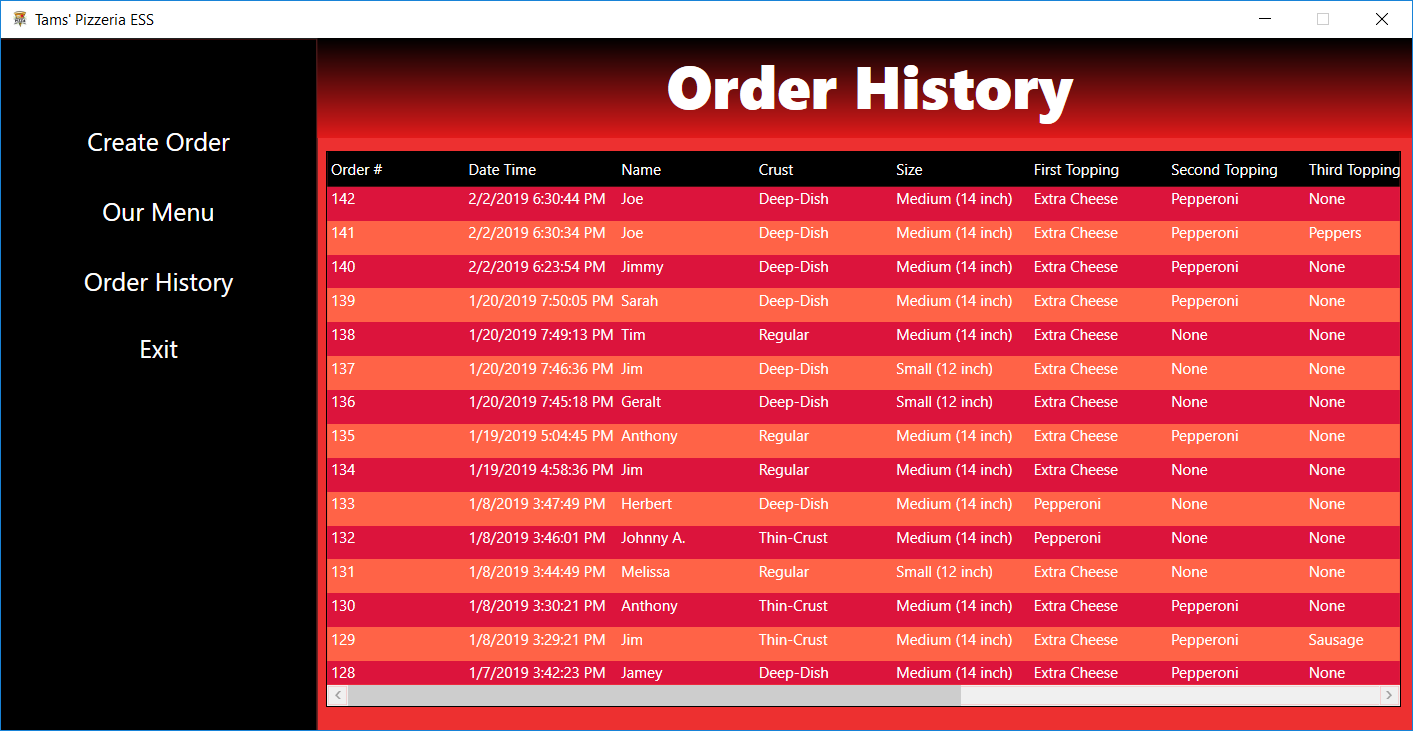 Tams' Pizzeria ESS
Create Order
Our Menu
Order History
Exit
Order History
Order # Date Time Name Crust Size First Topping Second Topping Third Topping
142 2/2/2019 6:30:44 PM Joe Deep-Dish Medium (14 inch) Extra Cheese Pepperoni None
141 2/2/2019 6:30:34 PM Joe Deep-Dish Medium (14 inch) Extra Cheese Pepperoni Peppers
140 2/2/2019 6:23:54 PM Jimmy Deep-Dish Medium (14 inch) Extra Cheese Pepperoni None
139 1/20/2019 7:50:05 PM Sarah Deep-Dish Medium (14 inch) Extra Cheese Pepperoni None
138 1/20/2019 7:49:13 PM Tim Regular Medium (14 inch) Extra Cheese None None
137 1/20/2019 7:46:36 PM Jim Deep-Dish Small (12 inch) Extra Cheese None None
136 1/20/2019 7:45:18 PM Geralt Deep-Dish Small (12 inch) Extra Cheese None None
135 1/19/2019 5:04:45 PM Anthony Regular Medium (14 inch) Extra Cheese Pepperoni None
134 1/19/2019 4:58:36 PM Jim Regular Medium (14 inch) Extra Cheese None None
133 1/8/2019 3:47:49 PM Herbert Deep-Dish Medium (14 inch) Pepperoni None None
132 1/8/2019 3:46:01 PM Johnny A. Thin-Crust Medium (14 inch) Pepperoni None None
131 1/8/2019 3:44:49 PM Melissa Regular Small (12 inch) Extra Cheese None None
130 1/8/2019 3:30:21 PM Anthony Thin-Crust Medium (14 inch) Extra Cheese Pepperoni None
129 1/8/2019 3:29:21 PM Jim Thin-Crust Medium (14 inch) Extra Cheese Pepperoni Sausage
128 1/7/2019 3:42:23 PM Jamey Deep-Dish Medium (14 inch) Extra Cheese Pepperoni None